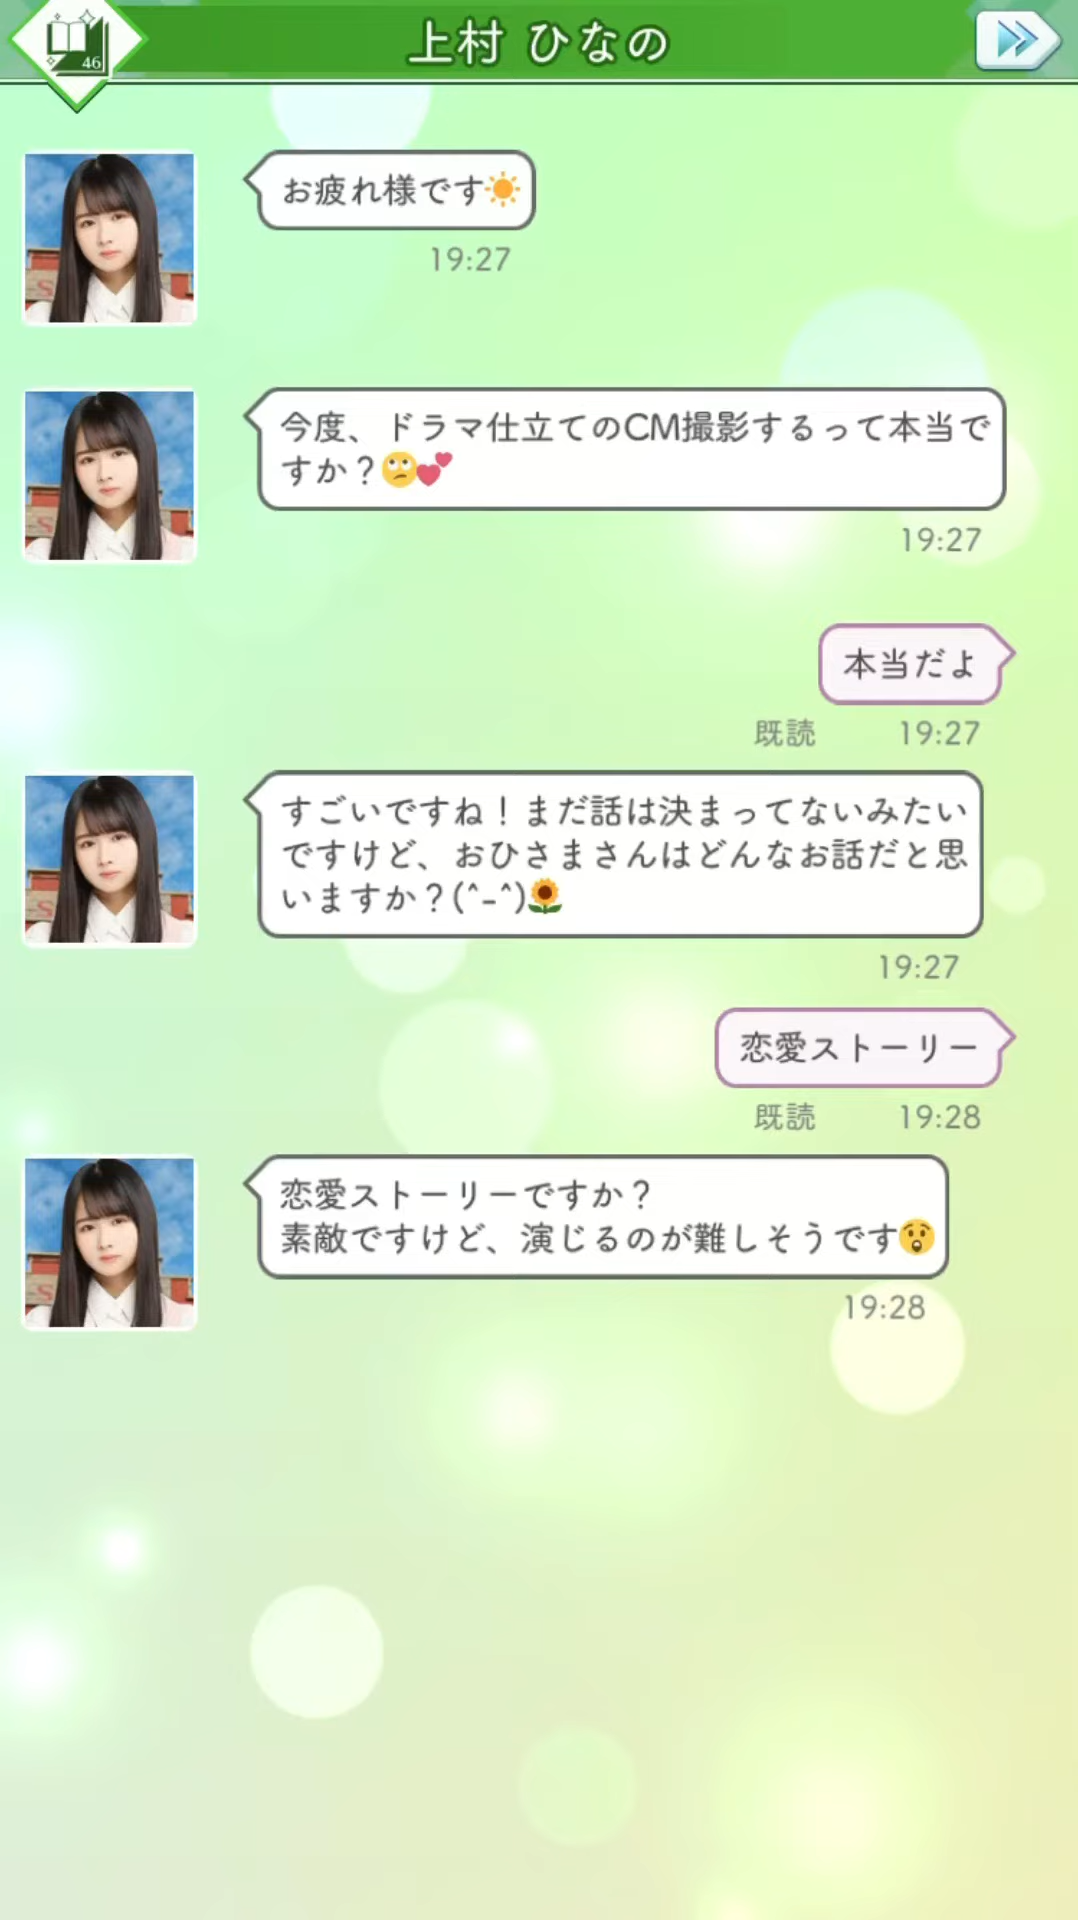 46
上村 ひなの
お疲れ様です☀️
19:27
今度、ドラマ仕立てのCM撮影するって本当で
すか？🙄💕
19:27
本当だよ
既読 19:27
すごいですね！まだ話は決まってないみたい
ですけど、おひさまさんはどんなお話だと思
いますか？(^-^)🌻
19:27
恋愛ストーリー
既読 19:28
恋愛ストーリーですか？
素敵ですけど、演じるのが難しそうです😲
19:28